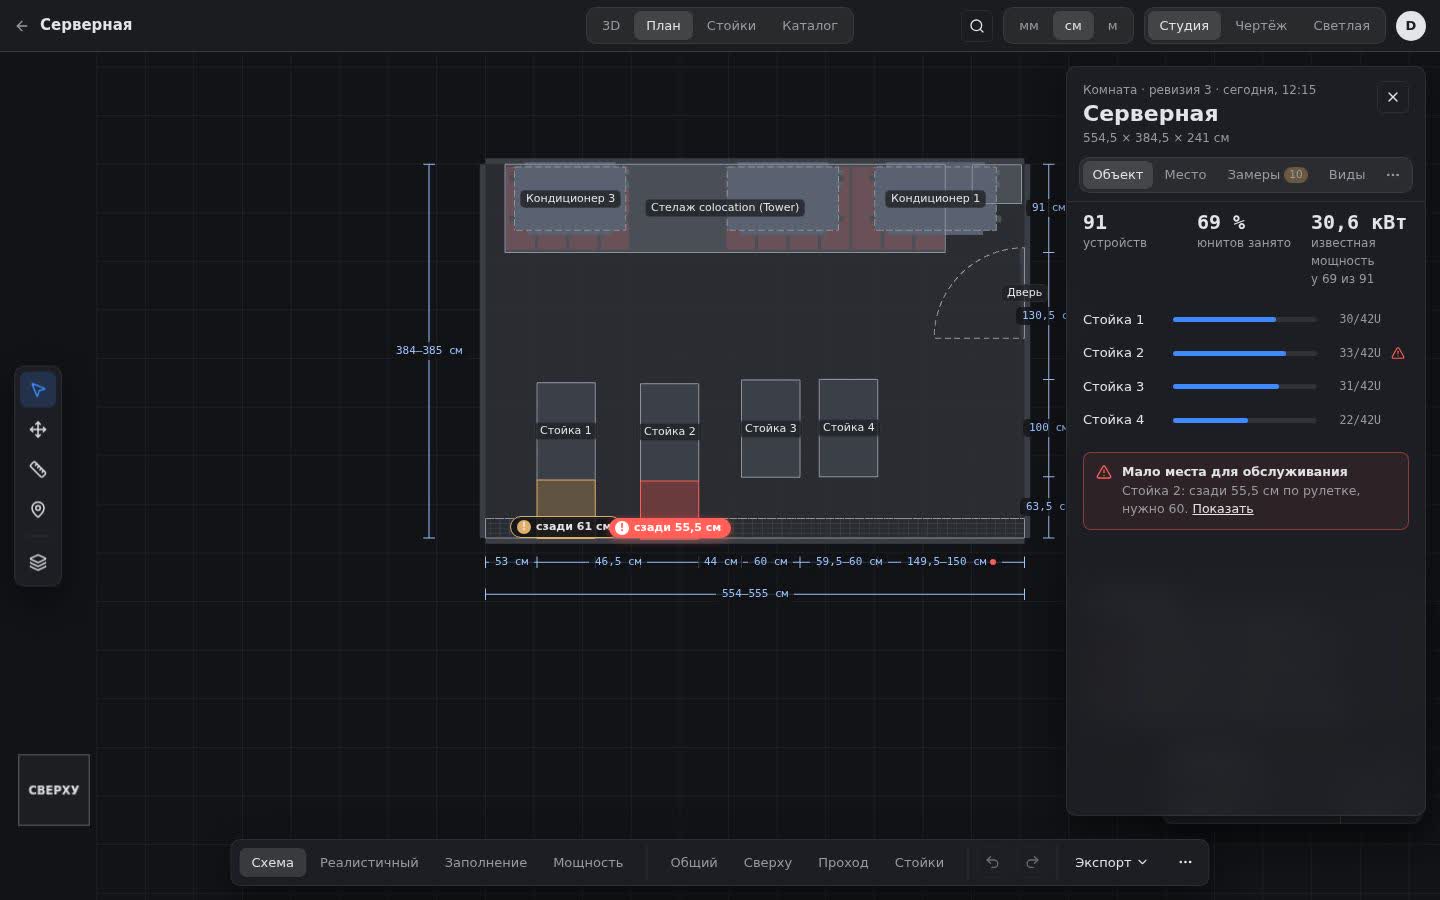 Серверная
3D План Стойки Каталог
мм см м
Студия Чертёж Светлая
D
Комната · ревизия 3 · сегодня, 12:15
Серверная
554,5 × 384,5 × 241 см
Объект Место Замеры 10 Виды
91
устройств
69 %
юнитов занято
30,6 кВт
известная
мощность
у 69 из 91
Стойка 1 30/42U
Стойка 2 33/42U
Стойка 3 31/42U
Стойка 4 22/42U
Мало места для обслуживания
Стойка 2: сзади 55,5 см по рулетке,
нужно 60. Показать
Кондиционер 3
Стелаж colocation (Tower)
Кондиционер 1
91 см
Дверь
130,5
384–385 см
Стойка 1
Стойка 2
Стойка 3
Стойка 4
100 см
63,5
сзади 61 см
сзади 55,5 см
53 см 46,5 см 44 см 60 см 59,5–60 см 149,5–150 см
554–555 см
СВЕРХУ
Схема Реалистичный Заполнение Мощность Общий Сверху Проход Стойки Экспорт